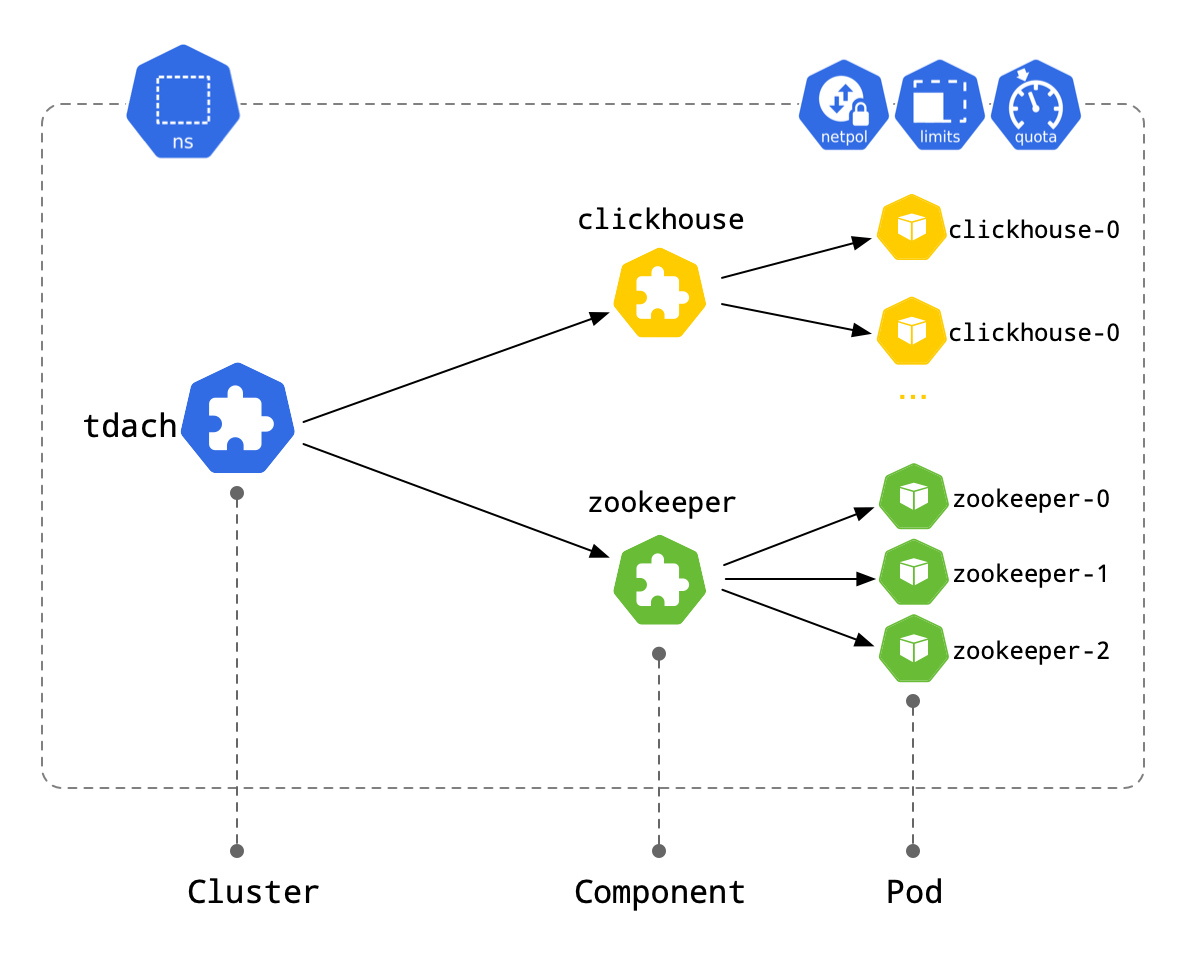 ns
netpol
limits
quota
clickhouse
clickhouse-0
clickhouse-0
...
tdach
zookeeper
zookeeper-0
zookeeper-1
zookeeper-2
Cluster
Component
Pod